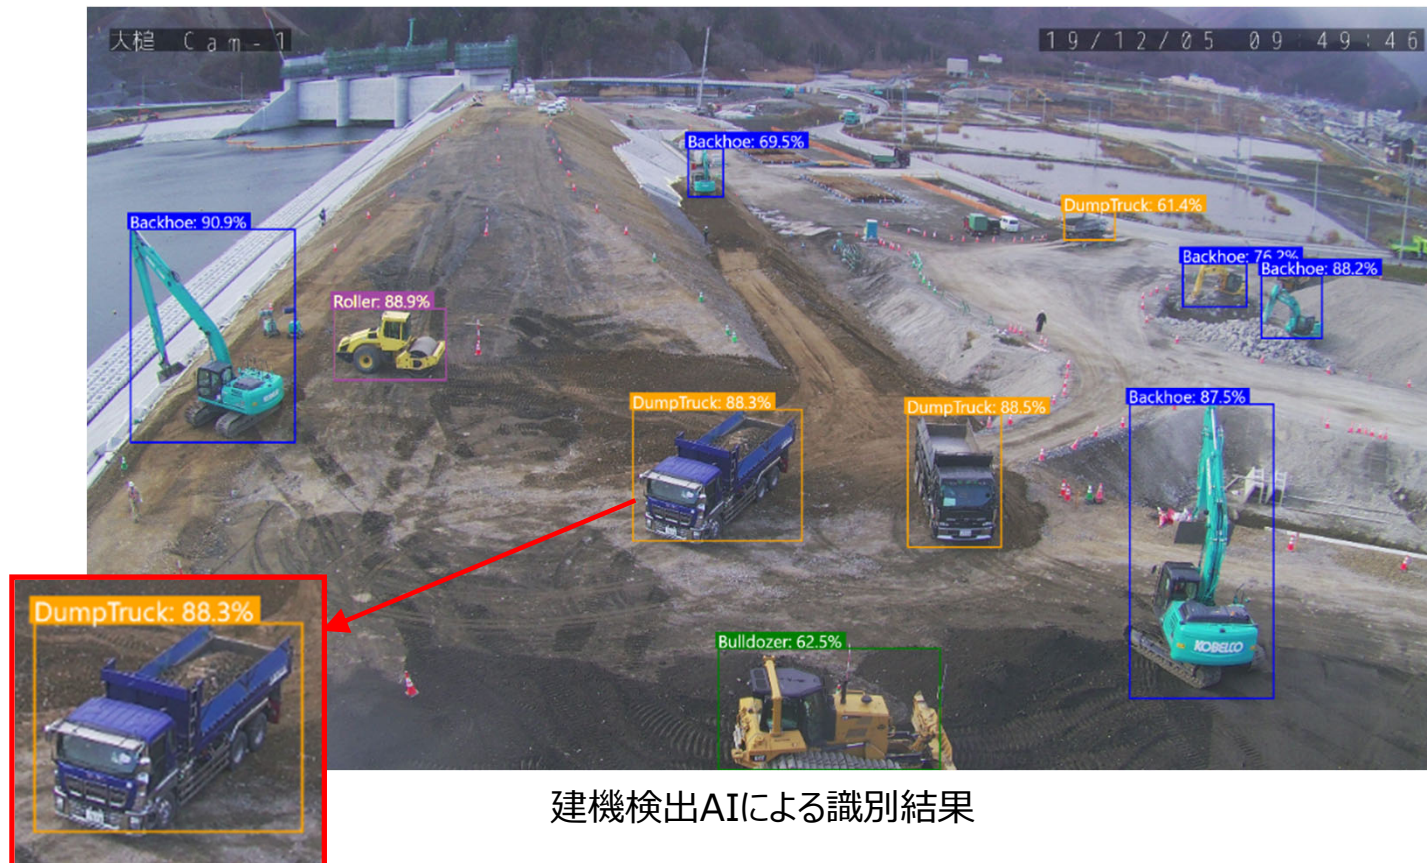 大槌 Cam-1
19/12/05 09:49:46
Backhoe: 69.5%
DumpTruck: 61.4%
Backhoe: 90.9%
Backhoe: 76.2%
Backhoe: 88.2%
Roller: 88.9%
DumpTruck: 88.3%
DumpTruck: 88.5%
Backhoe: 87.5%
KOBELCO
DumpTruck: 88.3%
Bulldozer: 62.5%
建機検出AIによる識別結果